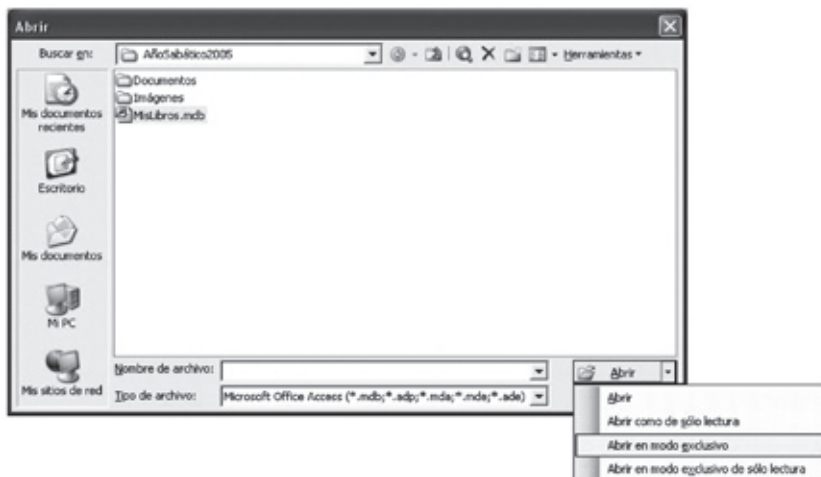 Abrir
Buscar en: AñoSabático2005 Herramientas
Mis documentos recientes
Escritorio
Mis documentos
Mi PC
Mis sitios de red
Documentos
Imágenes
MisLibros.mdb
Nombre de archivo:
Tipo de archivo: Microsoft Office Access (*.mdb;*.adp;*.mda;*.mde;*.ade)
Abrir
Abrir
Abrir como de sólo lectura
Abrir en modo exclusivo
Abrir en modo exclusivo de sólo lectura